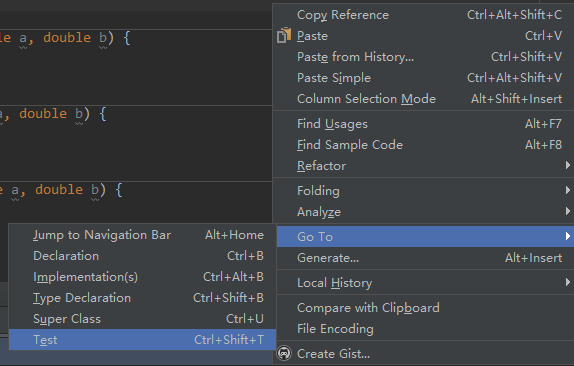 Copy Reference Ctrl+Alt+Shift+C
le a, double b) {
Paste Ctrl+V
Paste from History... Ctrl+Shift+V
Paste Simple Ctrl+Alt+Shift+V
Column Selection Mode Alt+Shift+Insert
a, double b) {
Find Usages Alt+F7
Find Sample Code Alt+F8
Refactor
e a, double b) {
Folding
Analyze
Go To
Generate... Alt+Insert
Local History
Compare with Clipboard
File Encoding
Create Gist...
Jump to Navigation Bar Alt+Home
Declaration Ctrl+B
Implementation(s) Ctrl+Alt+B
Type Declaration Ctrl+Shift+B
Super Class Ctrl+U
Test Ctrl+Shift+T